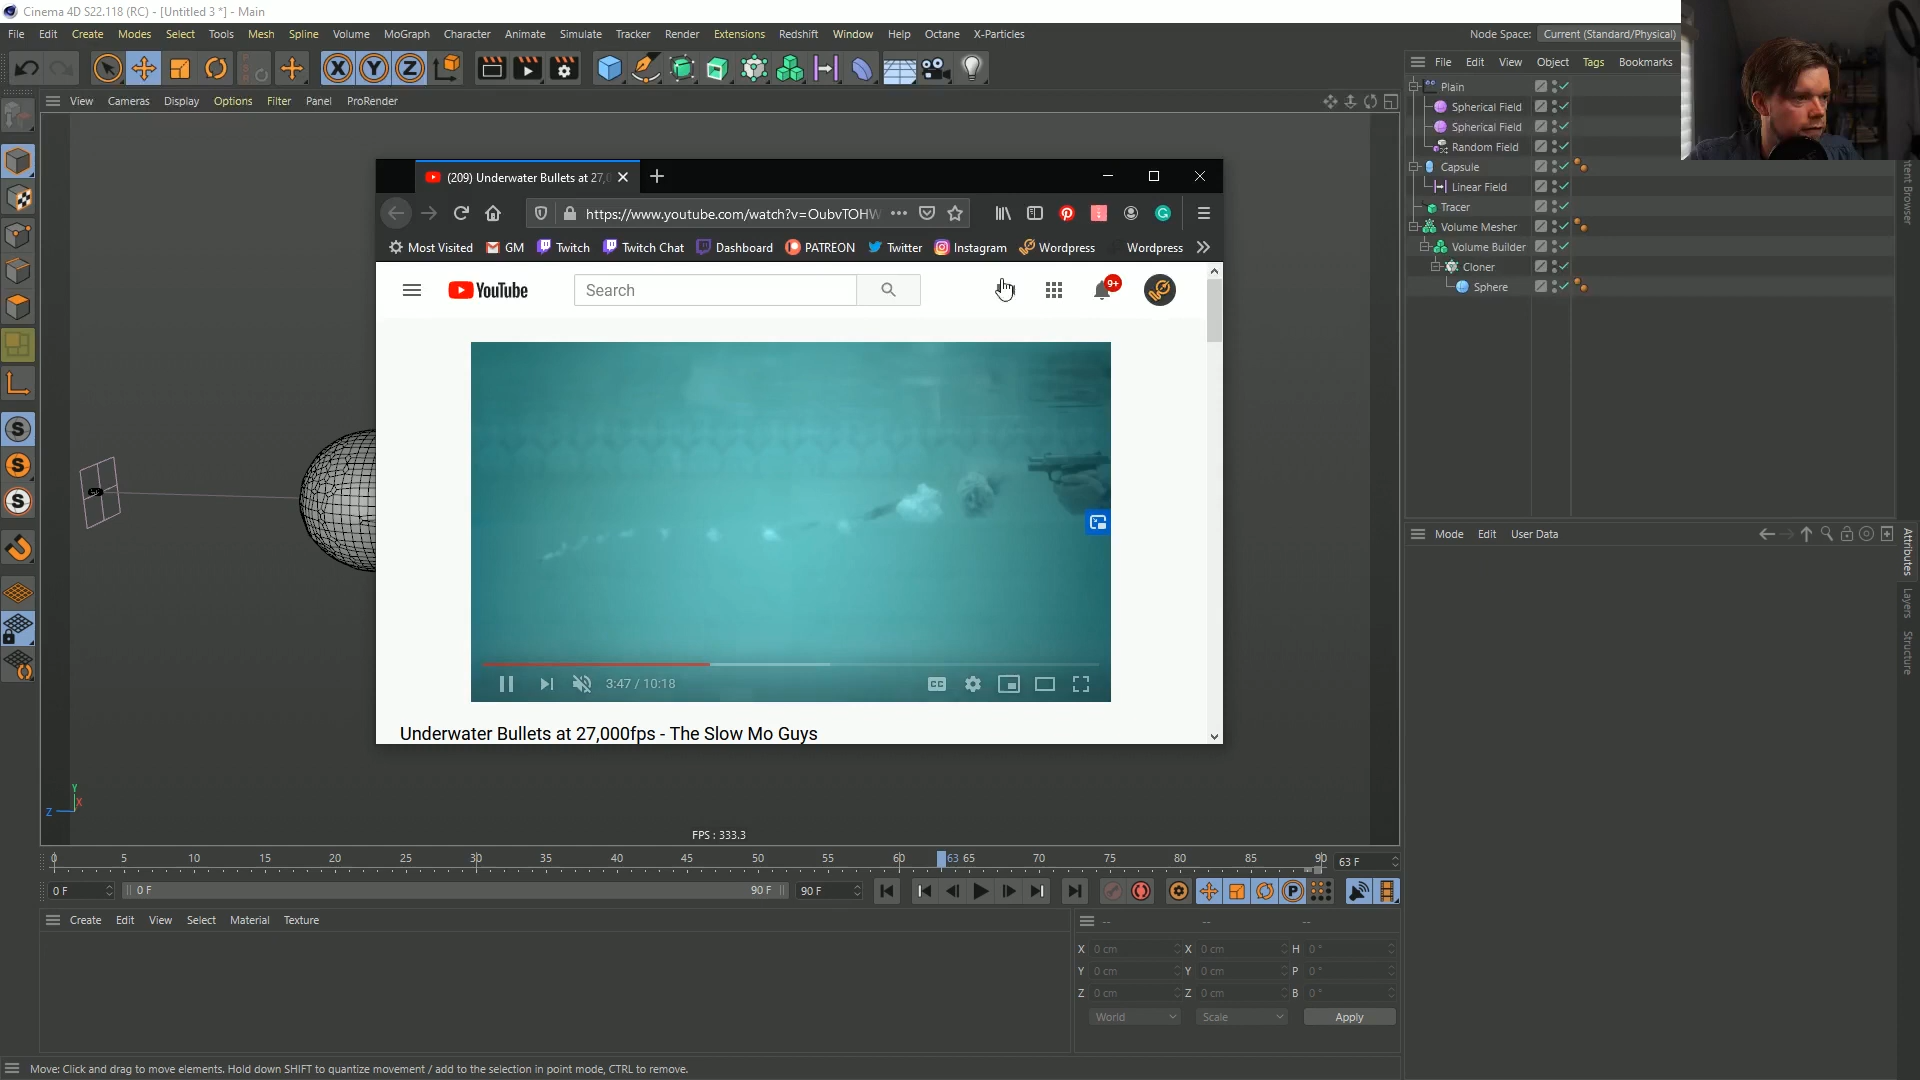 Cinema 4D S22.118 (RC) - [Untitled 3 *] - Main
File Edit Create Modes Select Tools Mesh Spline Volume MoGraph Character Animate Simulate Tracker Render Extensions Redshift Window Help Octane X-Particles
Node Space: Current (Standard/Physical)
View Cameras Display Options Filter Panel ProRender
File Edit View Object Tags Bookmarks
Plain
Spherical Field
Spherical Field
Random Field
Capsule
Linear Field
Tracer
Volume Mesher
Volume Builder
Cloner
Sphere
(209) Underwater Bullets at 27,0
https://www.youtube.com/watch?v=OubvTOHW
Most Visited GM Twitch Twitch Chat Dashboard PATREON Twitter Instagram Wordpress Wordpress
YouTube Search 9+
3:47 / 10:18 CC
Underwater Bullets at 27,000fps - The Slow Mo Guys
Y
X
Z
FPS : 333.3
Mode Edit User Data
Attributes
Layers
Structure
0 5 10 15 20 25 30 35 40 45 50 55 60 63 65 70 75 80 85 90 63 F
0 F 0 F 90 F 90 F
Create Edit View Select Material Texture
-- -- --
X 0 cm X 0 cm H 0 °
Y 0 cm Y 0 cm P 0 °
Z 0 cm Z 0 cm B 0 °
World Scale Apply
Move: Click and drag to move elements. Hold down SHIFT to quantize movement / add to the selection in point mode, CTRL to remove.